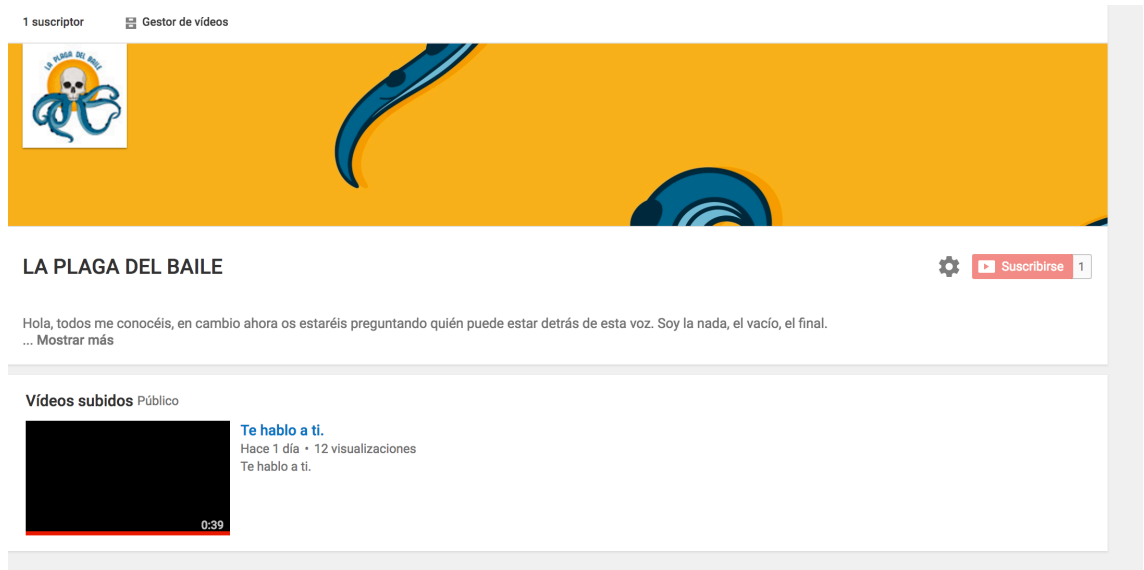 1 suscriptor
Gestor de vídeos
LA PLAGA DEL BAILE
LA PLAGA DEL BAILE
Suscribirse 1
Hola, todos me conocéis, en cambio ahora os estaréis preguntando quién puede estar detrás de esta voz. Soy la nada, el vacío, el final.
... Mostrar más
Vídeos subidos Público
Te hablo a ti.
Hace 1 día • 12 visualizaciones
Te hablo a ti.
0:39